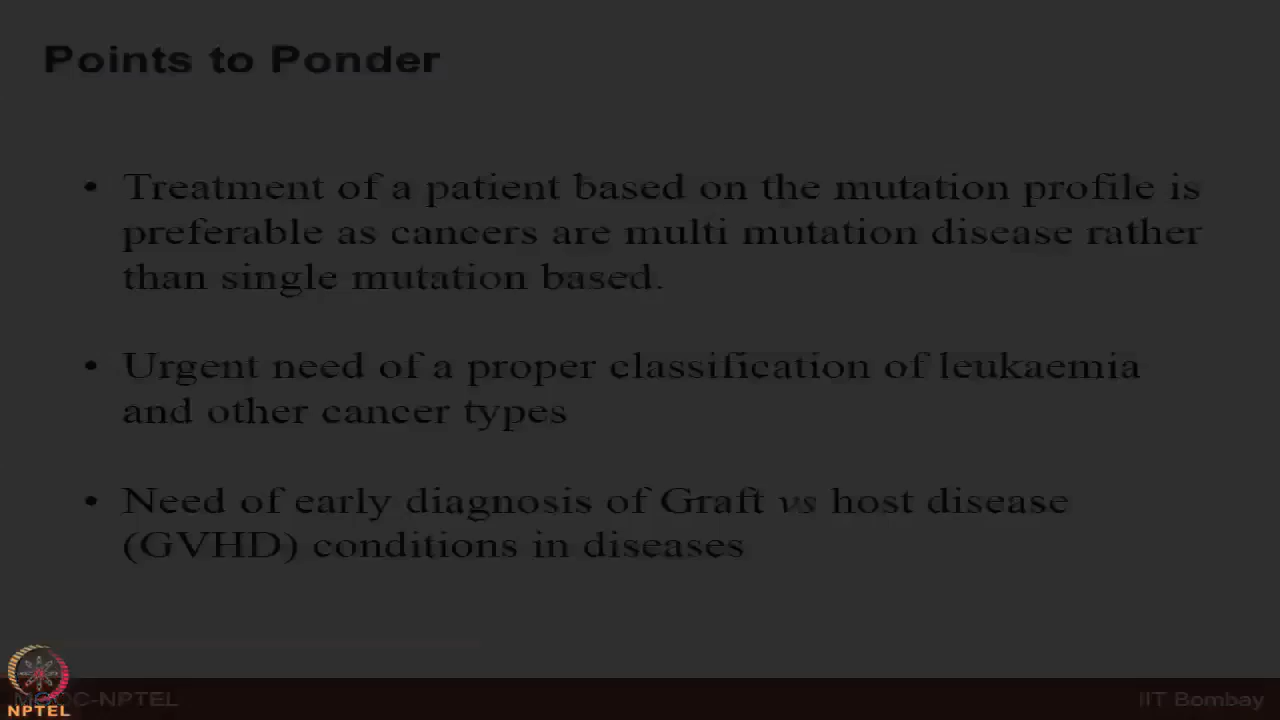 Points to Ponder
• Treatment of a patient based on the mutation profile is
preferable as cancers are multi mutation disease rather
than single mutation based.
• Urgent need of a proper classification of leukaemia
and other cancer types
• Need of early diagnosis of Graft vs host disease
(GVHD) conditions in diseases
MOOC-NPTEL
NPTEL
IIT Bombay